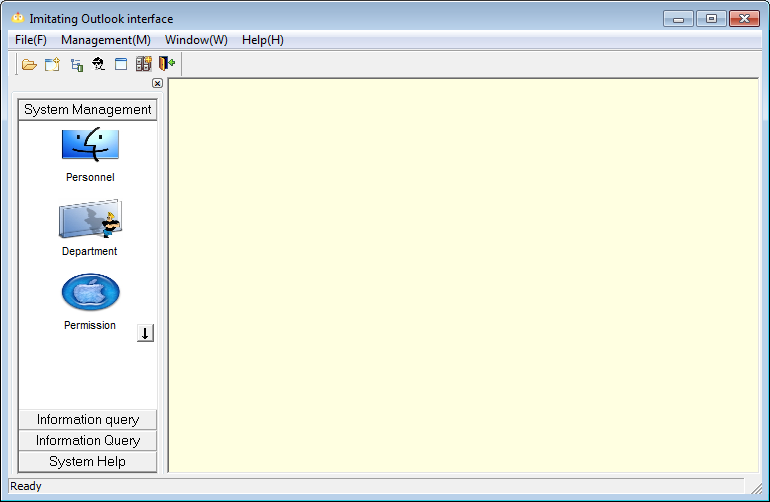 Imitating Outlook interface
File(F) Management(M) Window(W) Help(H)
System Management
Personnel
Department
Permission
Information query
Information Query
System Help
Ready